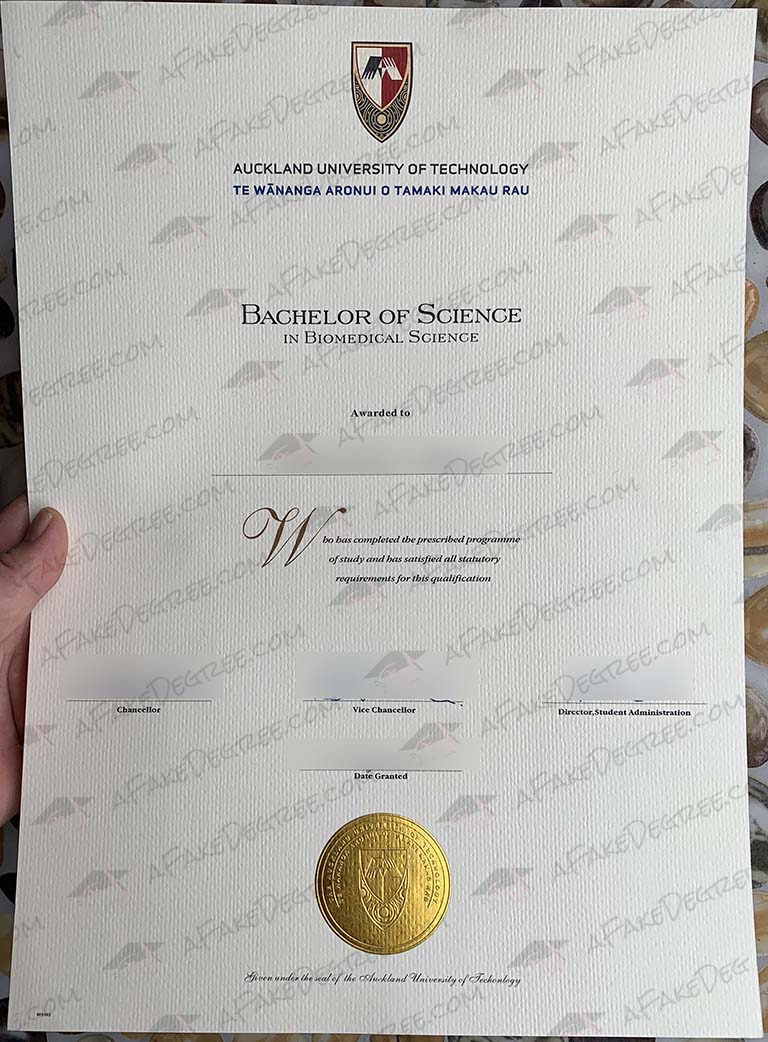 AUCKLAND UNIVERSITY OF TECHNOLOGY
TE WĀNANGA ARONUI O TAMAKI MAKAU RAU
BACHELOR OF SCIENCE
IN BIOMEDICAL SCIENCE
Awarded to
Who has completed the prescribed programme
of study and has satisfied all statutory
requirements for this qualification
Chancellor
Vice Chancellor
Director,Student Administration
Date Granted
Given under the seal of the Auckland University of Techonlogy
AFAKEDEGREE.COM